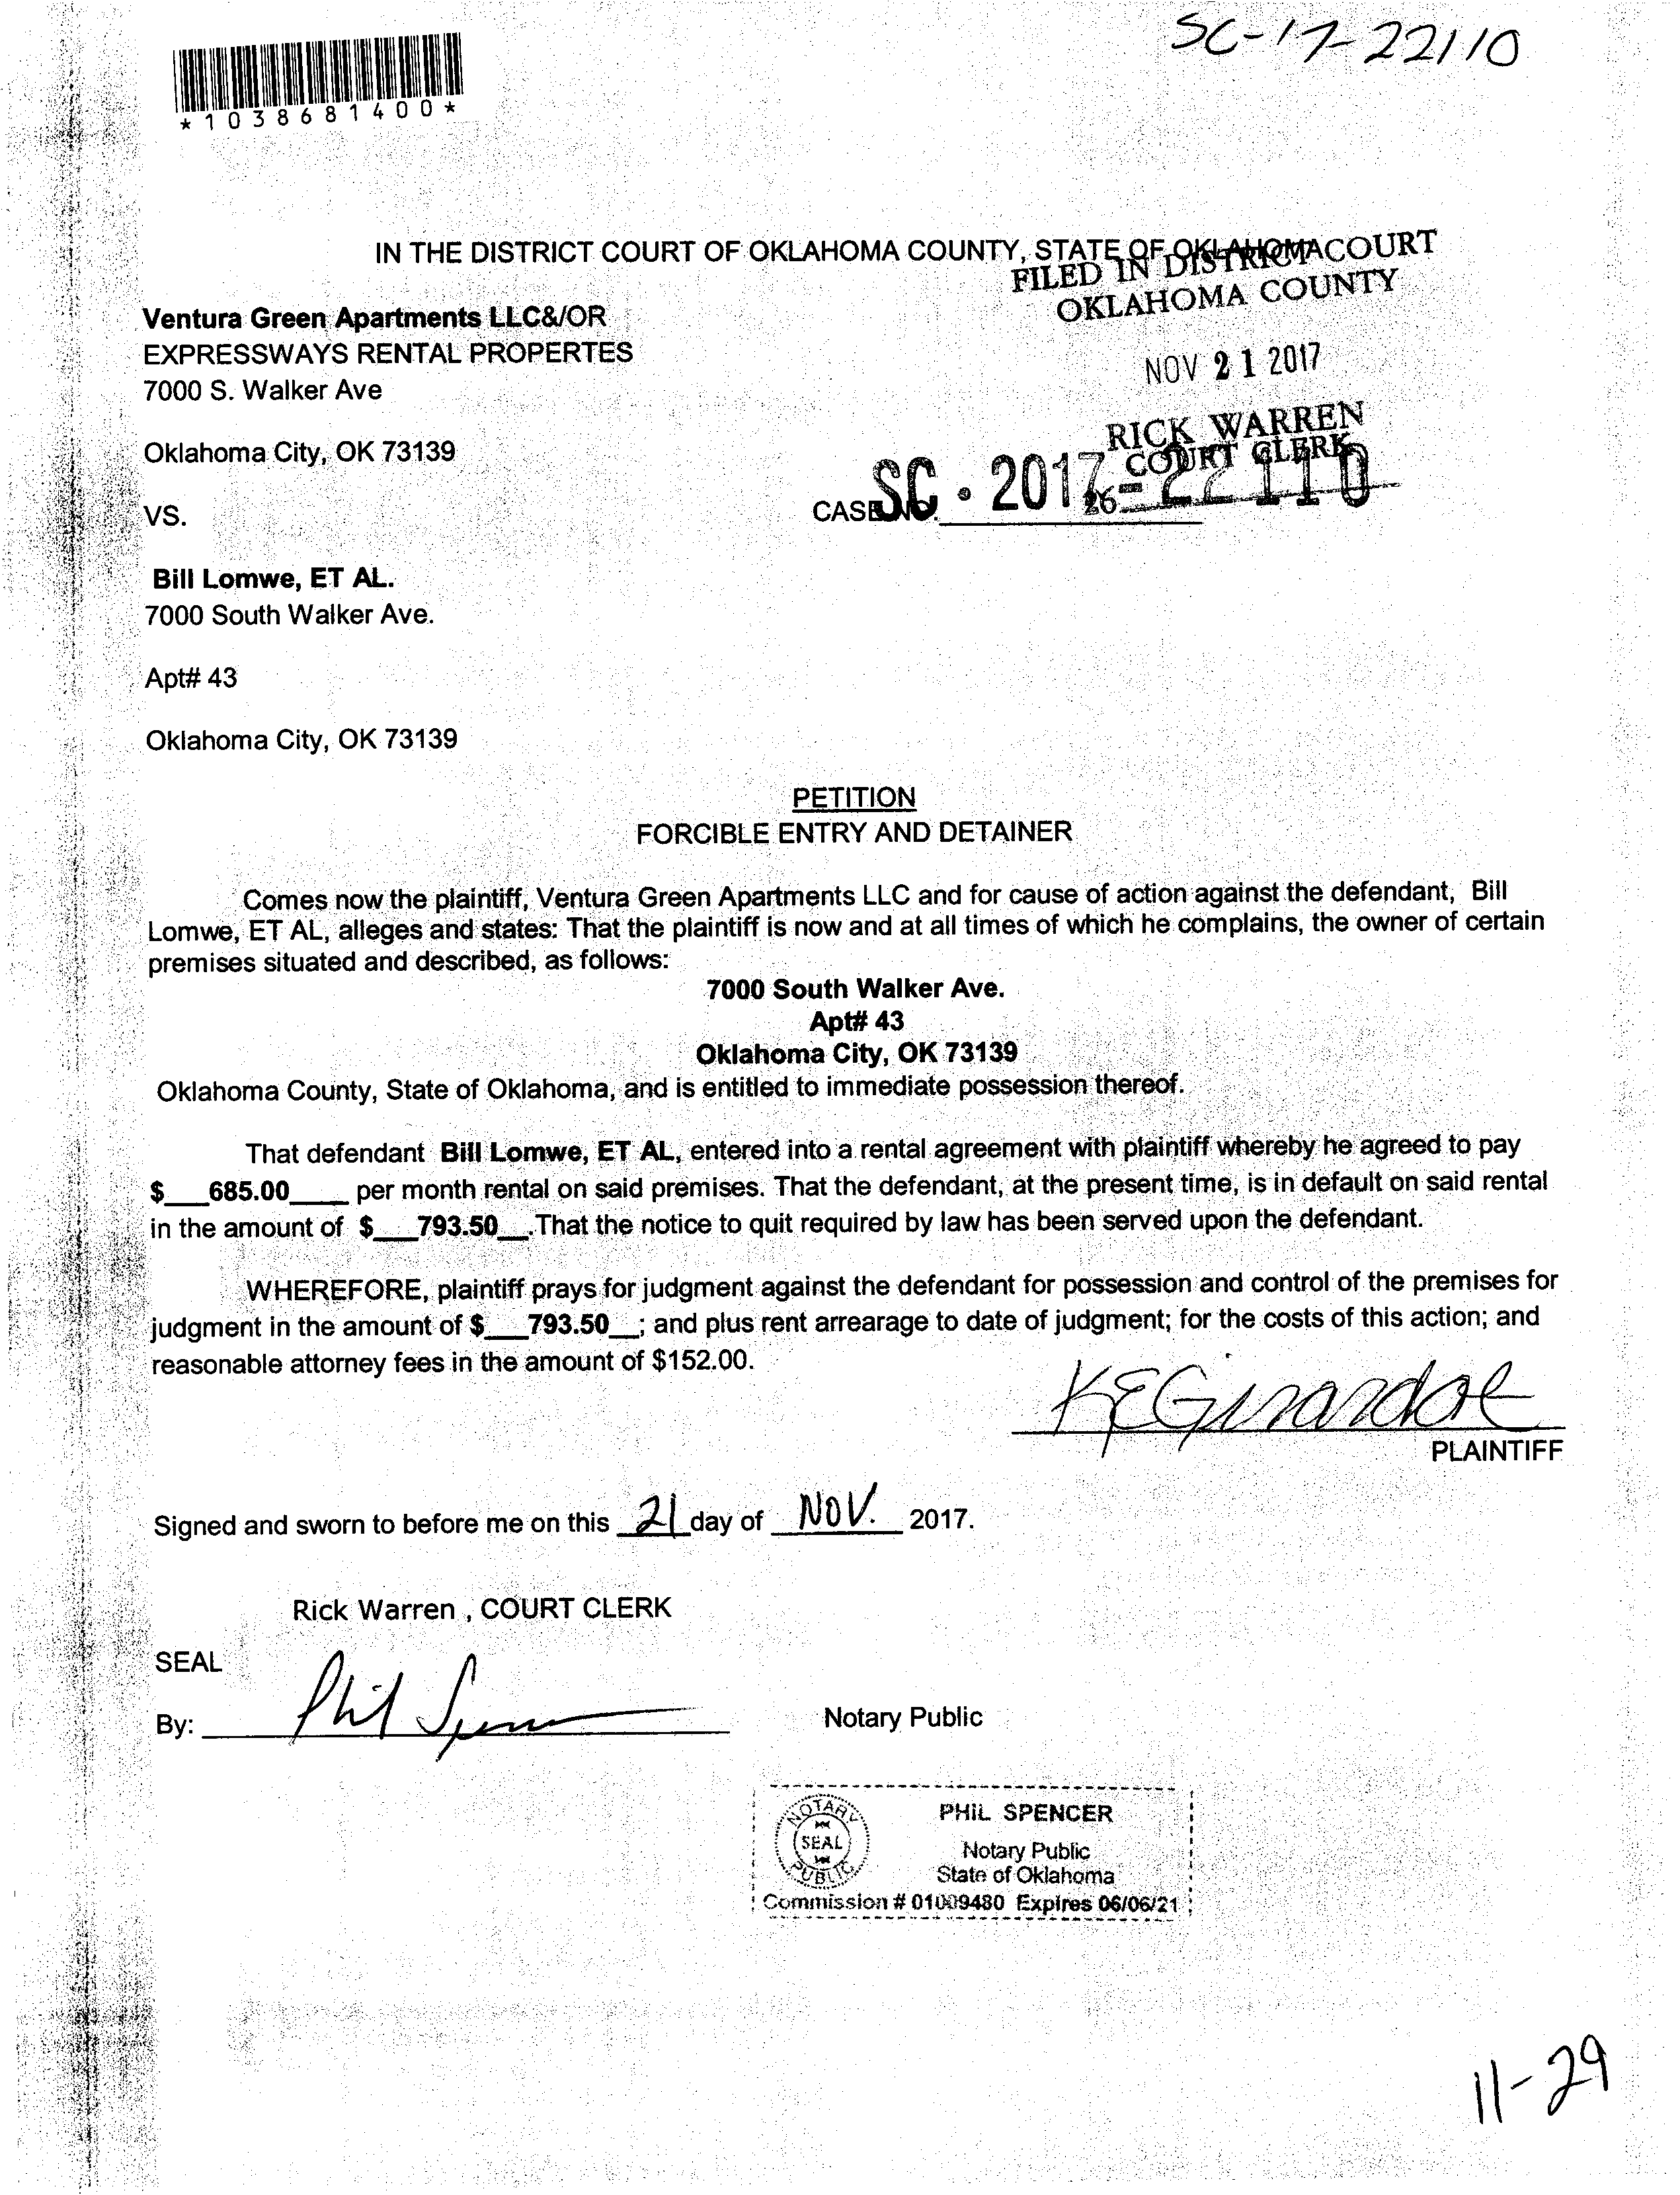 SC-17-22110
*1038681400*
IN THE DISTRICT COURT OF OKLAHOMA COUNTY, STATE OF OKLAHOMA
FILED IN DISTRICT COURT
OKLAHOMA COUNTY
Ventura Green Apartments LLC&/OR
EXPRESSWAYS RENTAL PROPERTES
7000 S. Walker Ave
NOV 21 2017
Oklahoma City, OK 73139
RICK WARREN
COURT CLERK
CASE NO. SC - 2017 - 22110
VS.
Bill Lomwe, ET AL.
7000 South Walker Ave.
Apt# 43
Oklahoma City, OK 73139
PETITION
FORCIBLE ENTRY AND DETAINER
Comes now the plaintiff, Ventura Green Apartments LLC and for cause of action against the defendant, Bill
Lomwe, ET AL, alleges and states: That the plaintiff is now and at all times of which he complains, the owner of certain
premises situated and described, as follows:
7000 South Walker Ave.
Apt# 43
Oklahoma City, OK 73139
Oklahoma County, State of Oklahoma, and is entitled to immediate possession thereof.
That defendant Bill Lomwe, ET AL, entered into a rental agreement with plaintiff whereby he agreed to pay
$___685.00____ per month rental on said premises. That the defendant, at the present time, is in default on said rental
in the amount of $___793.50__.That the notice to quit required by law has been served upon the defendant.
WHEREFORE, plaintiff prays for judgment against the defendant for possession and control of the premises for
judgment in the amount of $___793.50__; and plus rent arrearage to date of judgment; for the costs of this action; and
reasonable attorney fees in the amount of $152.00.
PLAINTIFF
Signed and sworn to before me on this 21 day of NOV. 2017.
Rick Warren , COURT CLERK
SEAL
By: Phil Spencer
Notary Public
NOTARY
SEAL
PUBLIC
PHIL SPENCER
Notary Public
State of Oklahoma
Commission # 01009480 Expires 06/06/21
11-29